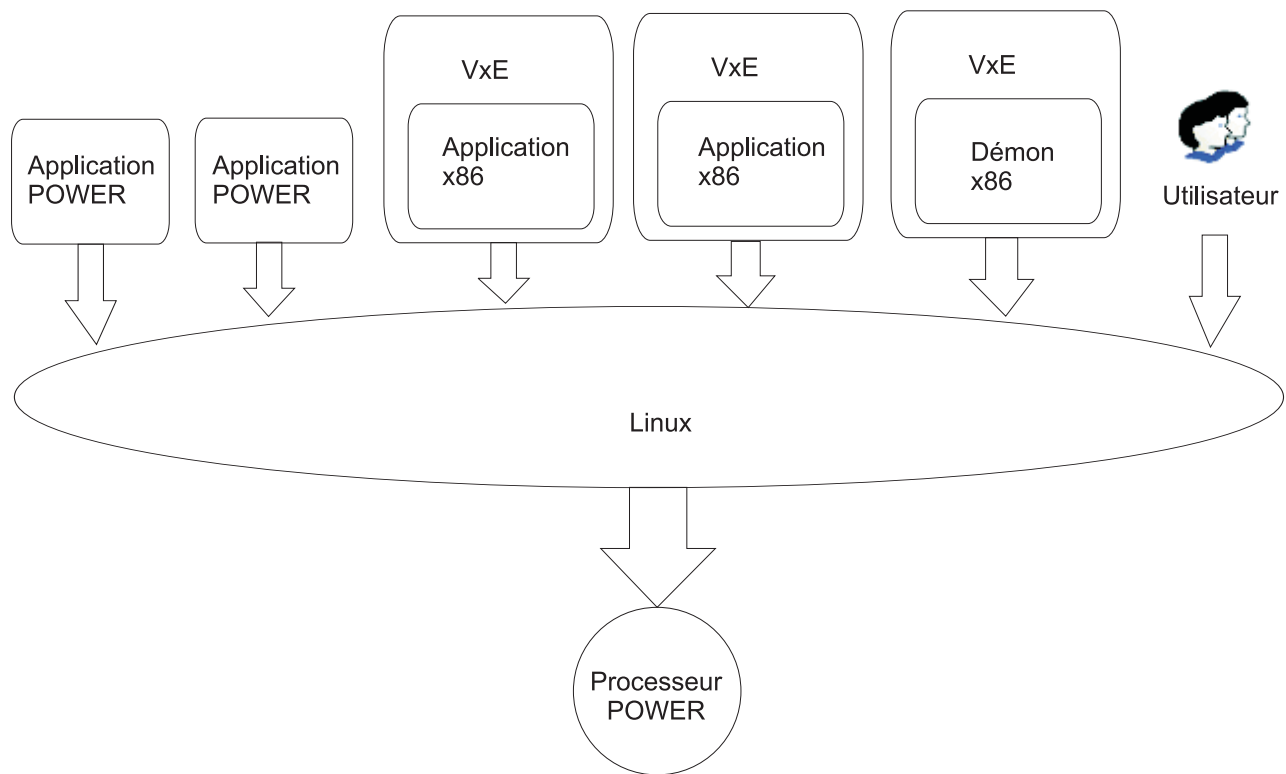 Application
POWER
Application
POWER
VxE
Application
x86
VxE
Application
x86
VxE
Démon
x86
Utilisateur
Linux
Processeur
POWER